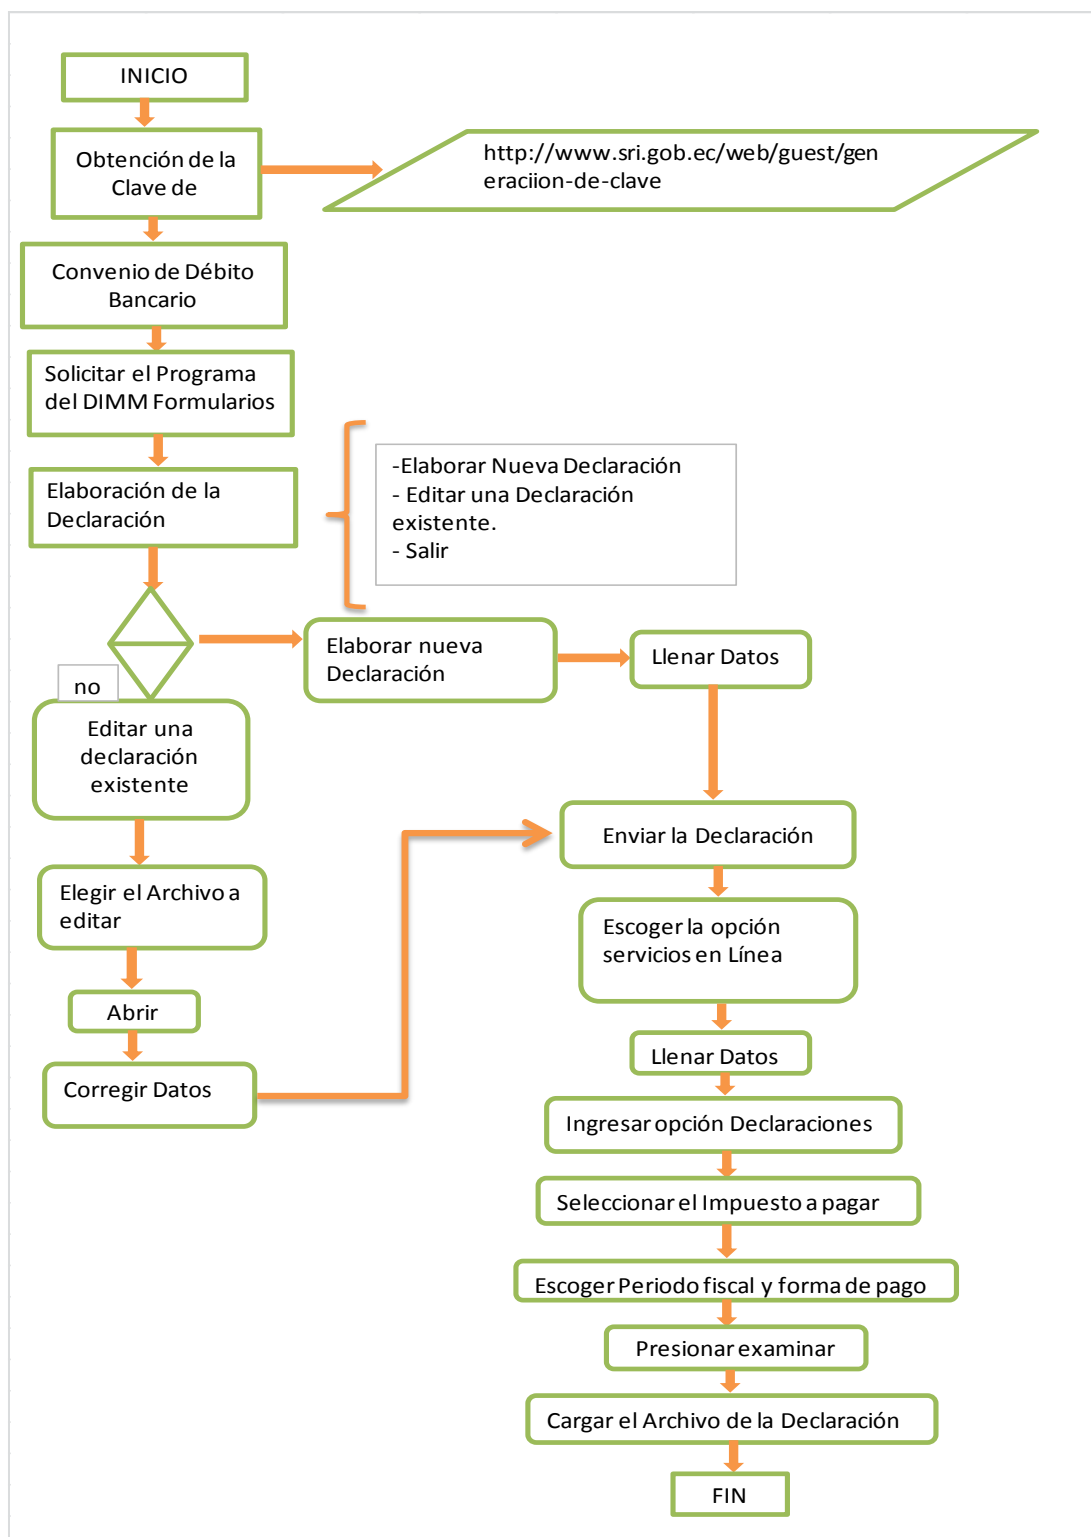 INICIO
Obtención de la
Clave de
http://www.sri.gob.ec/web/guest/gen
eraciion-de-clave
Convenio de Débito
Bancario
Solicitar el Programa
del DIMM Formularios
Elaboración de la
Declaración
-Elaborar Nueva Declaración
- Editar una Declaración
existente.
- Salir
Elaborar nueva
Declaración
Llenar Datos
no
Editar una
declaración
existente
Elegir el Archivo a
editar
Abrir
Corregir Datos
Enviar la Declaración
Escoger la opción
servicios en Línea
Llenar Datos
Ingresar opción Declaraciones
Seleccionar el Impuesto a pagar
Escoger Periodo fiscal y forma de pago
Presionar examinar
Cargar el Archivo de la Declaración
FIN